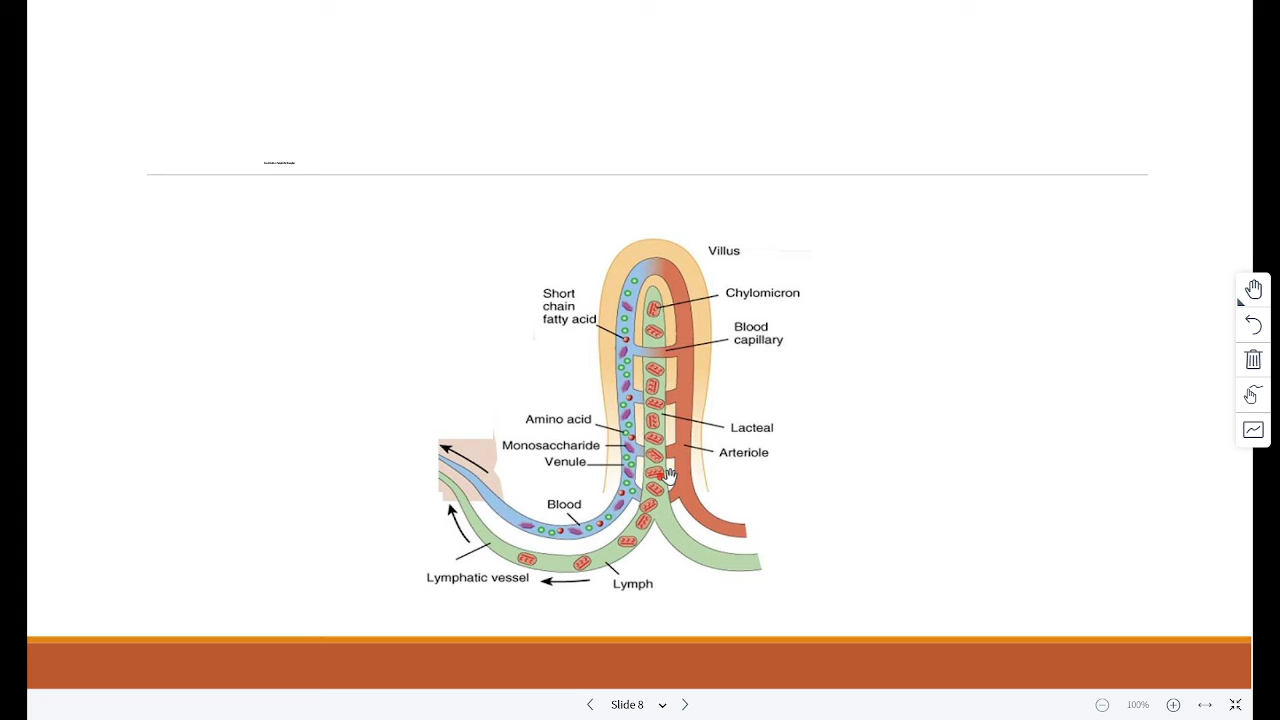 Villus
Short
chain
fatty acid
Chylomicron
Blood
capillary
Amino acid
Lacteal
Monosaccharide
Arteriole
Venule
Blood
Lymphatic vessel
Lymph
Slide 8
100%